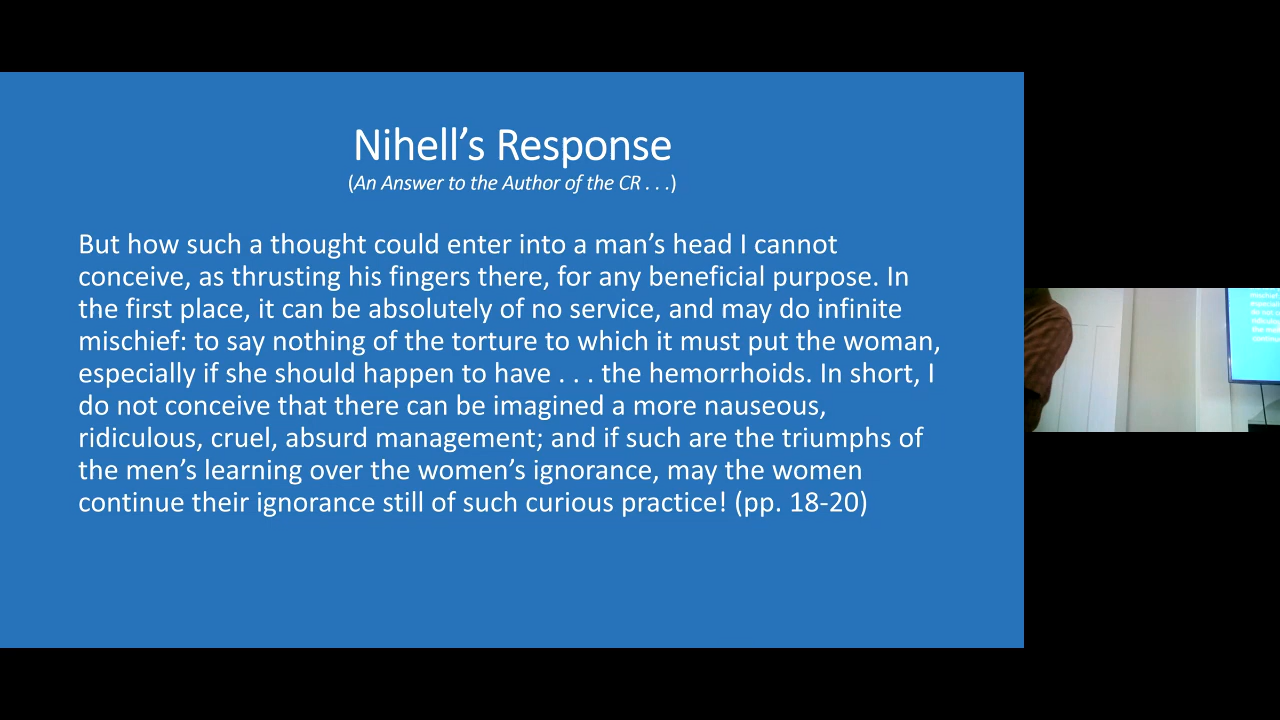 Nihell’s Response
(An Answer to the Author of the CR . . .)
But how such a thought could enter into a man’s head I cannot
conceive, as thrusting his fingers there, for any beneficial purpose. In
the first place, it can be absolutely of no service, and may do infinite
mischief: to say nothing of the torture to which it must put the woman,
especially if she should happen to have . . . the hemorrhoids. In short, I
do not conceive that there can be imagined a more nauseous,
ridiculous, cruel, absurd management; and if such are the triumphs of
the men’s learning over the women’s ignorance, may the women
continue their ignorance still of such curious practice! (pp. 18-20)